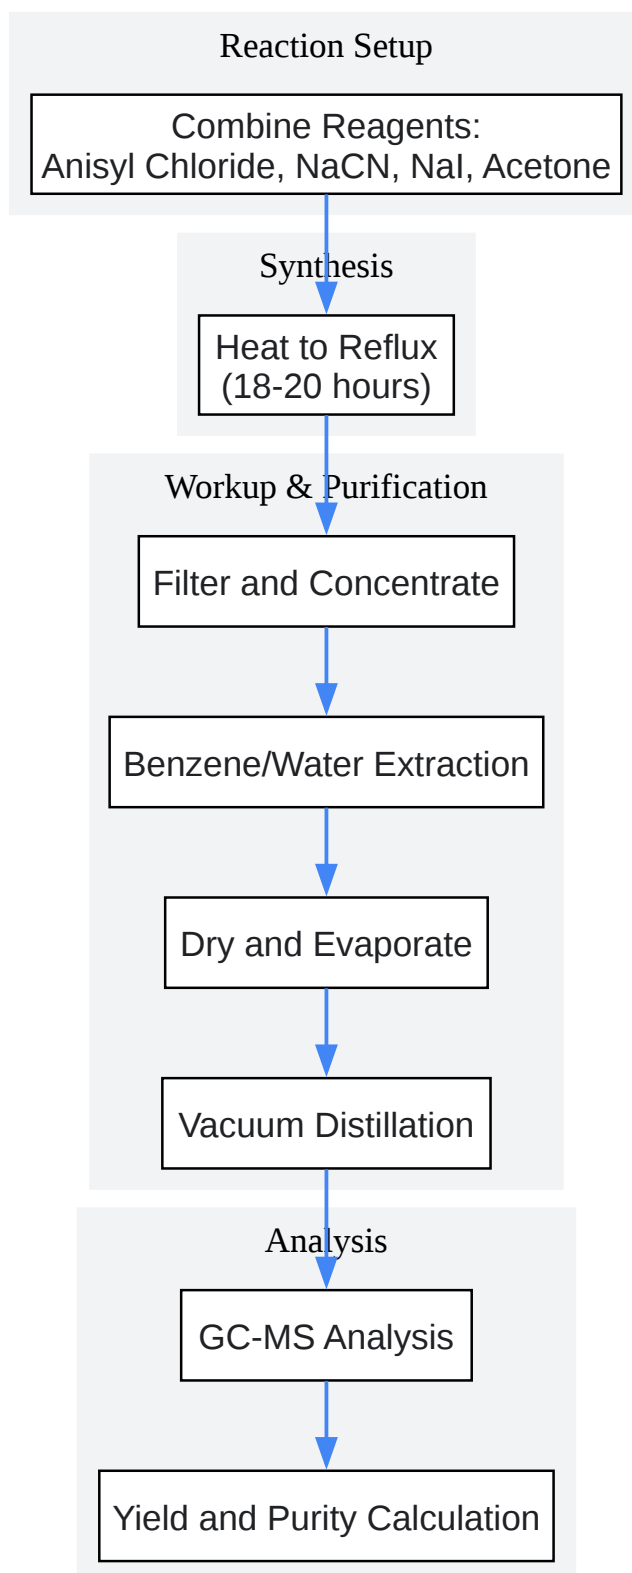 Reaction Setup
Combine Reagents:
Anisyl Chloride, NaCN, NaI, Acetone
Synthesis
Heat to Reflux
(18-20 hours)
Workup & Purification
Filter and Concentrate
Benzene/Water Extraction
Dry and Evaporate
Vacuum Distillation
Analysis
GC-MS Analysis
Yield and Purity Calculation